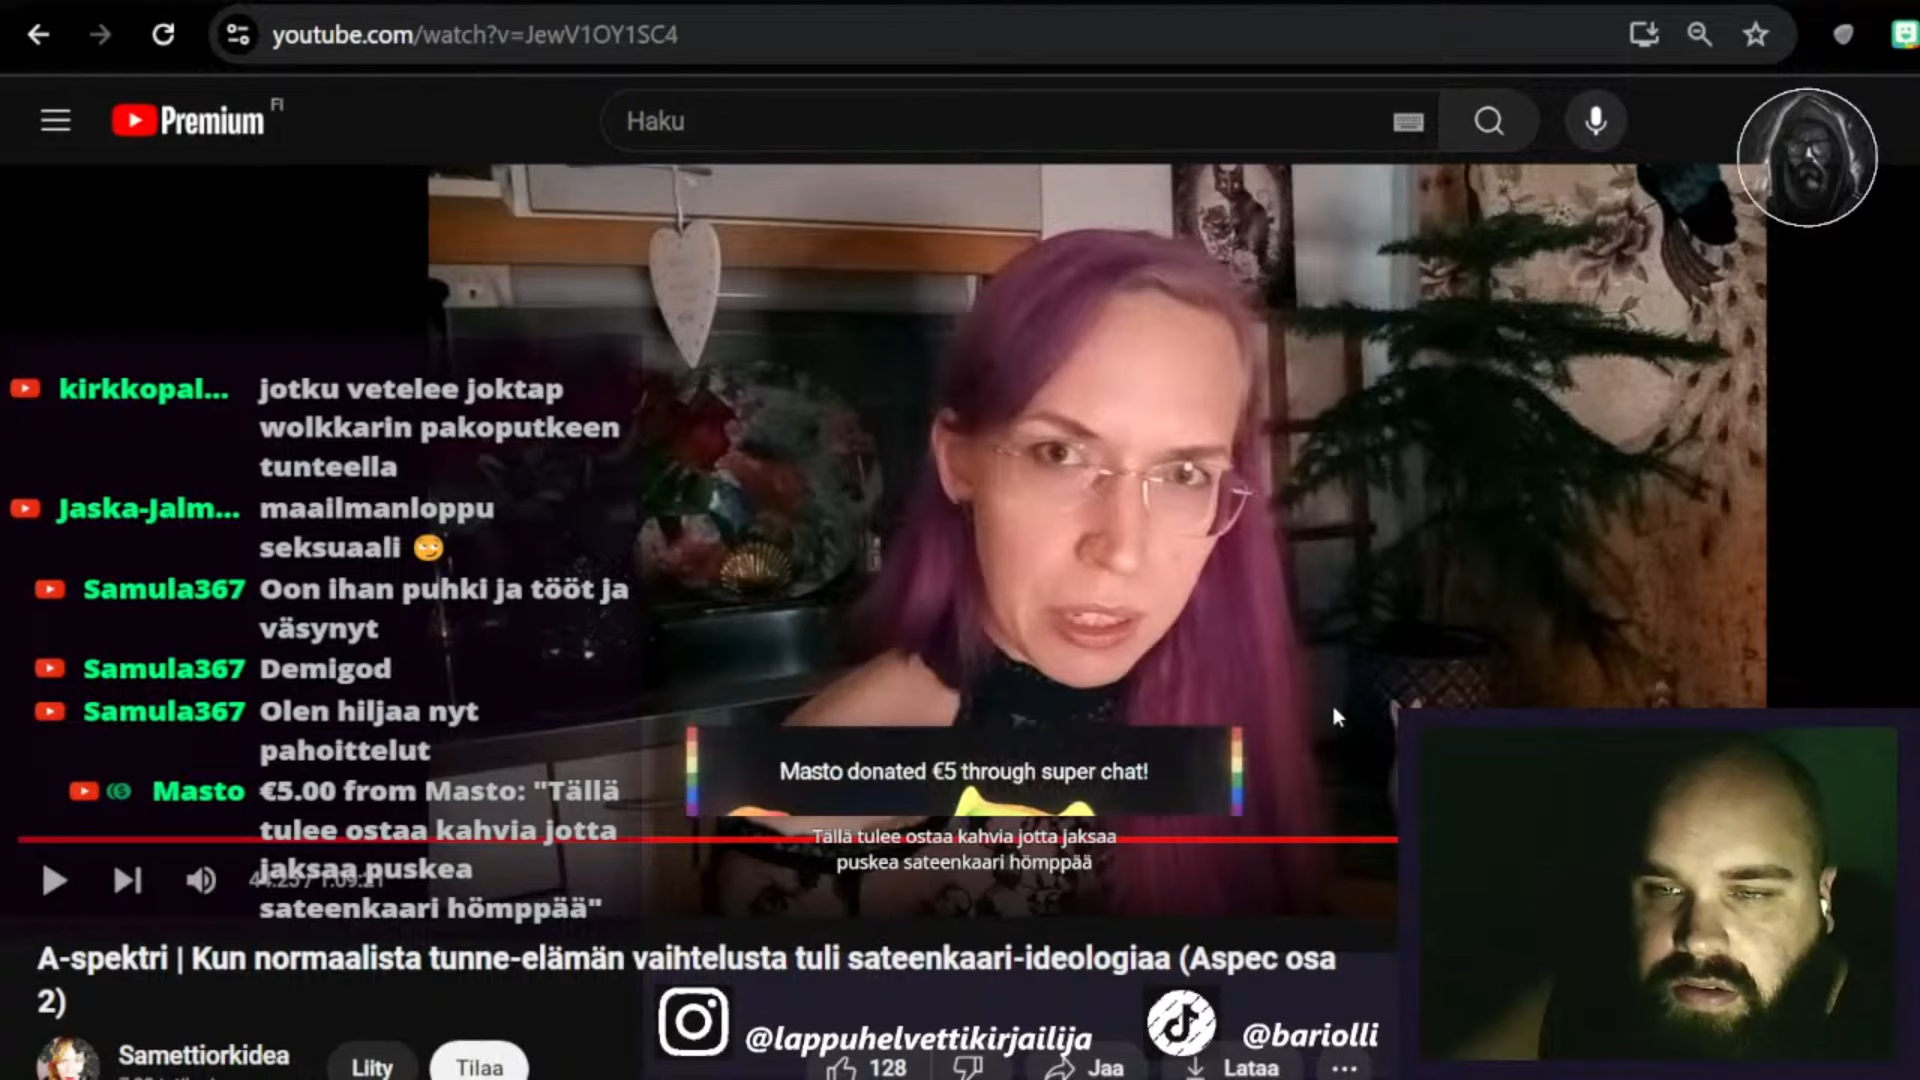 youtube.com/watch?v=JewV1OY1SC4
Premium FI
Haku
kirkkopal... jotku vetelee joktap
wolkkarin pakoputkeen
tunteella
Jaska-Jalm... maailmanloppu
seksuaali 🙄
Samula367 Oon ihan puhki ja tööt ja
väsynyt
Samula367 Demigod
Samula367 Olen hiljaa nyt
pahoittelut
Masto €5.00 from Masto: "Tällä
tulee ostaa kahvia jotta
jaksaa puskea
sateenkaari hömppää"
Masto donated €5 through super chat!
Tällä tulee ostaa kahvia jotta jaksaa
puskea sateenkaari hömppää
A-spektri | Kun normaalista tunne-elämän vaihtelusta tuli sateenkaari-ideologiaa (Aspec osa
2)
@lappuhelvettikirjailija
@bariolli
Samettiorkidea
Liity
Tilaa
128
Jaa
Lataa